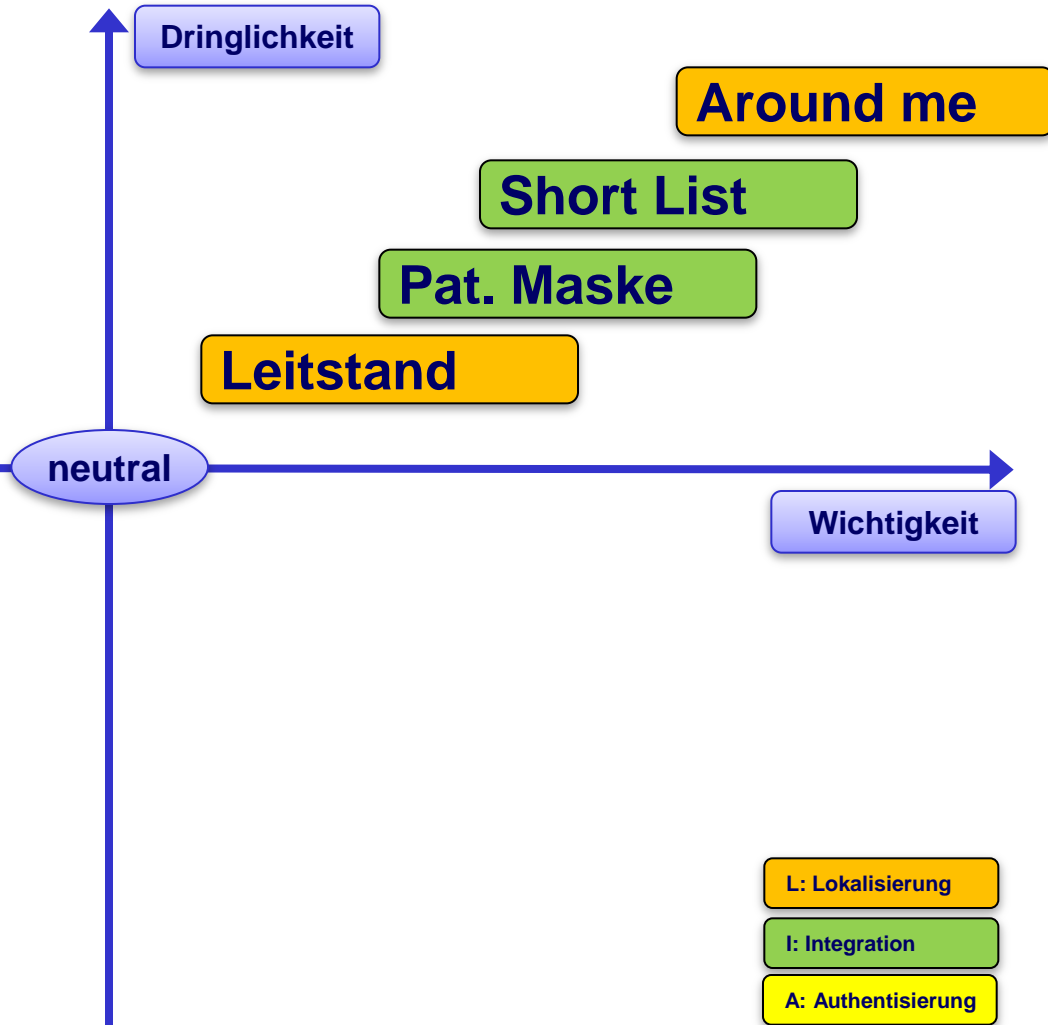 Dringlichkeit
Around me
Short List
Pat. Maske
Leitstand
neutral
Wichtigkeit
L: Lokalisierung
I: Integration
A: Authentisierung